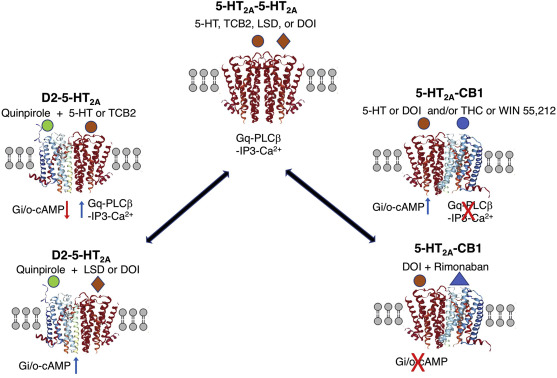 5-HT2A-5-HT2A
5-HT, TCB2, LSD, or DOI
Gq-PLCβ
-IP3-Ca2+
D2-5-HT2A
Quinpirole + 5-HT or TCB2
Gi/o-cAMP
Gq-PLCβ
-IP3-Ca2+
5-HT2A-CB1
5-HT or DOI and/or THC or WIN 55,212
Gi/o-cAMP
Gq-PLCβ
-IP3-Ca2+
D2-5-HT2A
Quinpirole + LSD or DOI
Gi/o-cAMP
5-HT2A-CB1
DOI + Rimonaban
Gi/o-cAMP